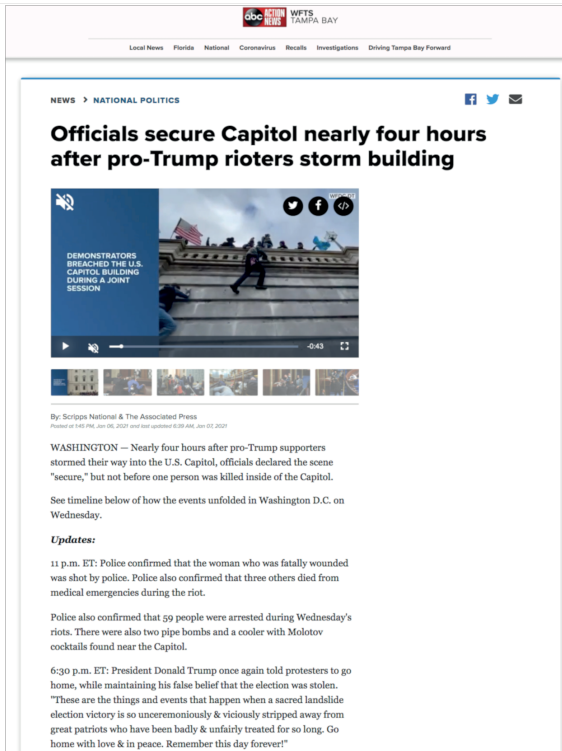 abc ACTION NEWS WFTS
TAMPA BAY
Local News Florida National Coronavirus Recalls Investigations Driving Tampa Bay Forward
NEWS > NATIONAL POLITICS
Officials secure Capitol nearly four hours
after pro-Trump rioters storm building
DEMONSTRATORS
BREACHED THE U.S.
CAPITOL BUILDING
DURING A JOINT
SESSION
-0:43
By: Scripps National & The Associated Press
Posted at 1:45 PM, Jan 06, 2021 and last updated 6:38 AM, Jan 07, 2021
WASHINGTON — Nearly four hours after pro-Trump supporters
stormed their way into the U.S. Capitol, officials declared the scene
"secure," but not before one person was killed inside of the Capitol.
See timeline below of how the events unfolded in Washington D.C. on
Wednesday.
Updates:
11 p.m. ET: Police confirmed that the woman who was fatally wounded
was shot by police. Police also confirmed that three others died from
medical emergencies during the riot.
Police also confirmed that 59 people were arrested during Wednesday's
riots. There were also two pipe bombs and a cooler with Molotov
cocktails found near the Capitol.
6:30 p.m. ET: President Donald Trump once again told protesters to go
home, while maintaining his false belief that the election was stolen.
"These are the things and events that happen when a sacred landslide
election victory is so unceremoniously & viciously stripped away from
great patriots who have been badly & unfairly treated for so long. Go
home with love & in peace. Remember this day forever!"